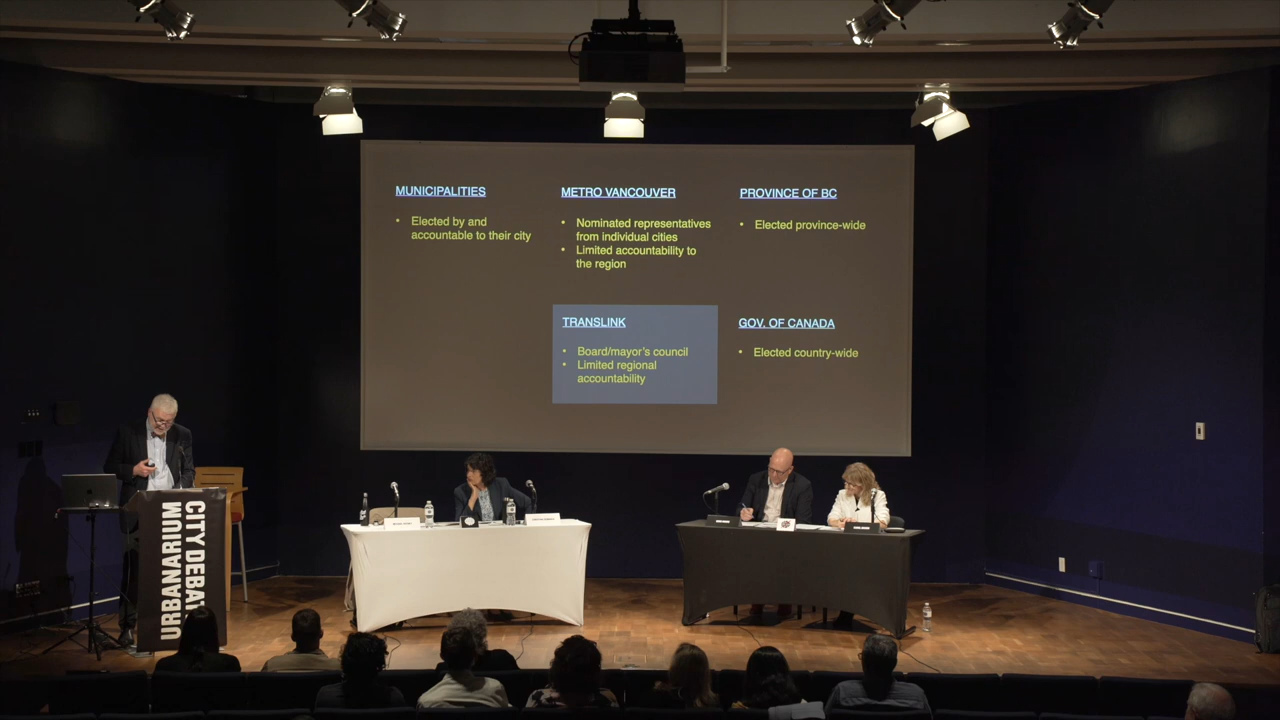 MUNICIPALITIES
• Elected by and
accountable to their city
METRO VANCOUVER
• Nominated representatives
from individual cities
• Limited accountability to
the region
PROVINCE OF BC
• Elected province-wide
TRANSLINK
• Board/mayor's council
• Limited regional
accountability
GOV. OF CANADA
• Elected country-wide
URBANARIUM
CITY DEBA